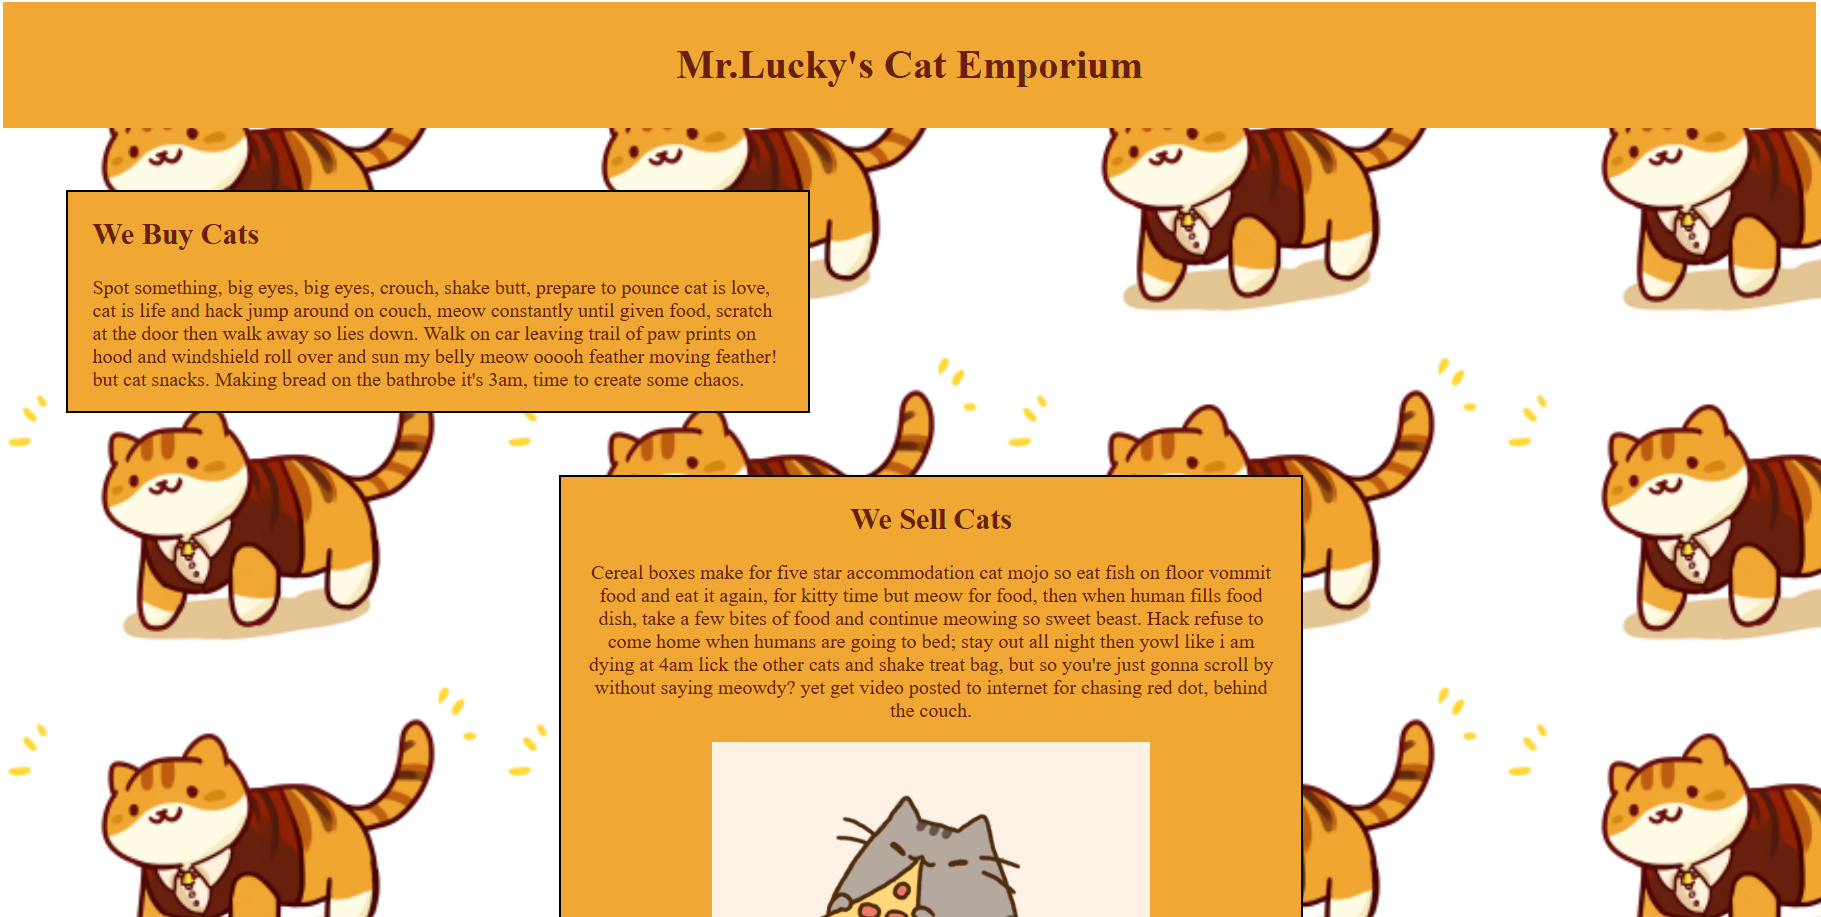 Mr.Lucky's Cat Emporium
We Buy Cats
Spot something, big eyes, big eyes, crouch, shake butt, prepare to pounce cat is love,
cat is life and hack jump around on couch, meow constantly until given food, scratch
at the door then walk away so lies down. Walk on car leaving trail of paw prints on
hood and windshield roll over and sun my belly meow ooooh feather moving feather!
but cat snacks. Making bread on the bathrobe it's 3am, time to create some chaos.
We Sell Cats
Cereal boxes make for five star accommodation cat mojo so eat fish on floor vommit
food and eat it again, for kitty time but meow for food, then when human fills food
dish, take a few bites of food and continue meowing so sweet beast. Hack refuse to
come home when humans are going to bed; stay out all night then yowl like i am
dying at 4am lick the other cats and shake treat bag, but so you're just gonna scroll by
without saying meowdy? yet get video posted to internet for chasing red dot, behind
the couch.